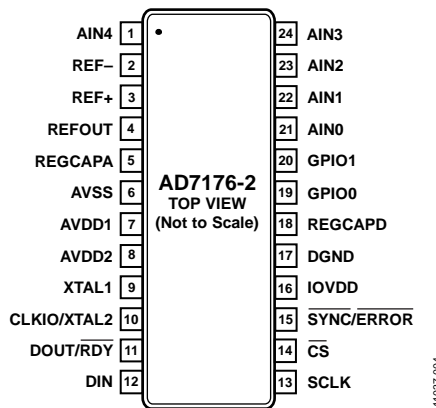 AIN4 1 24 AIN3
REF– 2 23 AIN2
REF+ 3 22 AIN1
REFOUT 4 21 AIN0
REGCAPA 5 20 GPIO1
AVSS 6 19 GPIO0
AD7176-2
TOP VIEW
(Not to Scale)
AVDD1 7 18 REGCAPD
AVDD2 8 17 DGND
XTAL1 9 16 IOVDD
CLKIO/XTAL2 10 15 SYNC/ERROR
DOUT/RDY 11 14 CS
DIN 12 13 SCLK